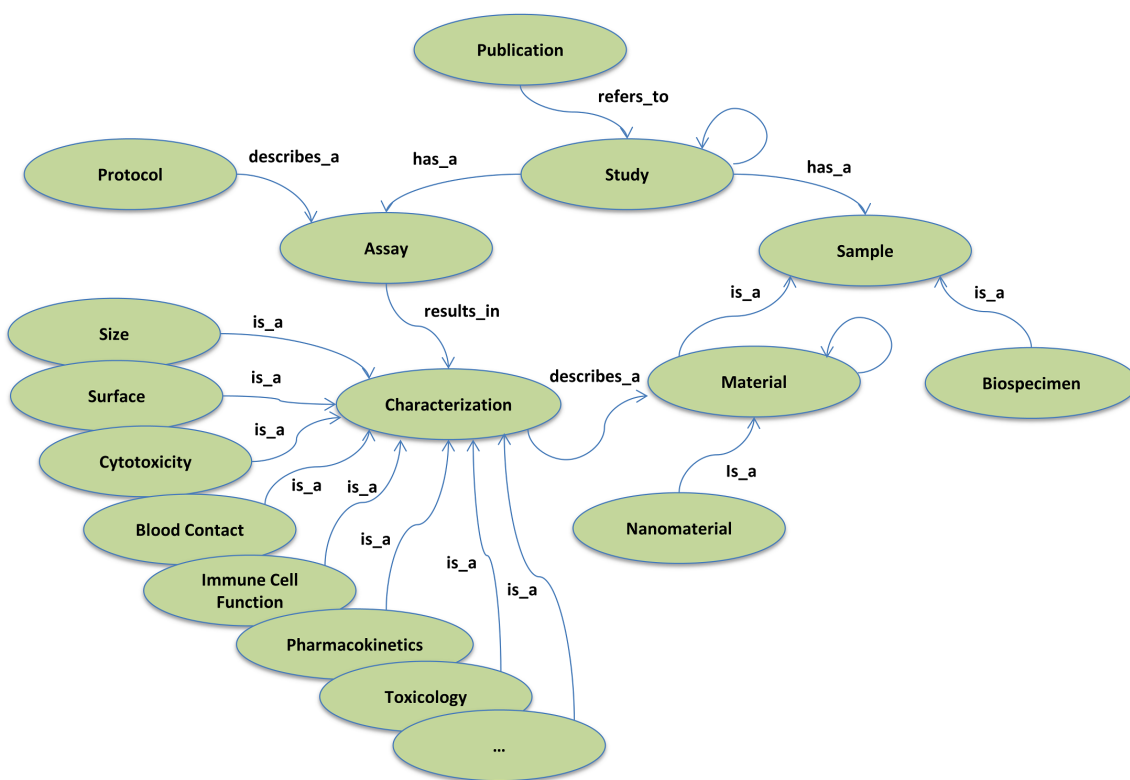 Publication
refers_to
describes_a
has_a
has_a
Protocol
Study
Assay
Sample
is_a
is_a
results_in
Size
is_a
describes_a
Material
Biospecimen
Surface
is_a
Characterization
is_a
Cytotoxicity
is_a
is_a
Is_a
Blood Contact
Nanomaterial
is_a
Immune Cell
Function
is_a
is_a
Pharmacokinetics
Toxicology
...